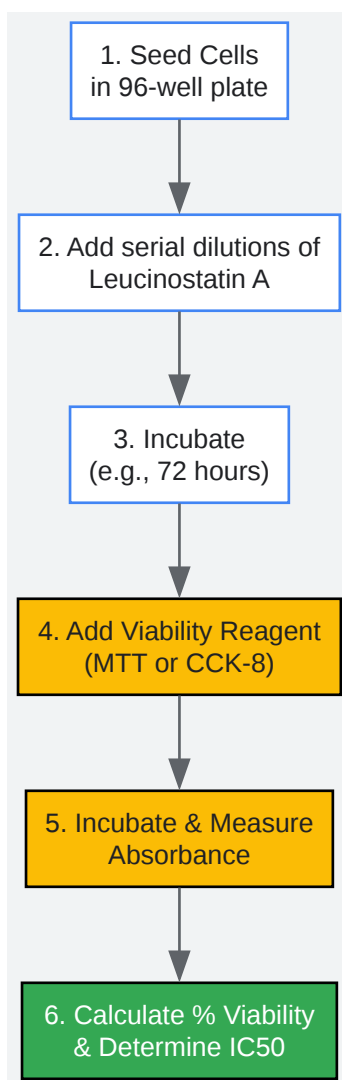 1. Seed Cells
in 96-well plate
2. Add serial dilutions of
Leucinostatin A
3. Incubate
(e.g., 72 hours)
4. Add Viability Reagent
(MTT or CCK-8)
5. Incubate & Measure
Absorbance
6. Calculate % Viability
& Determine IC50